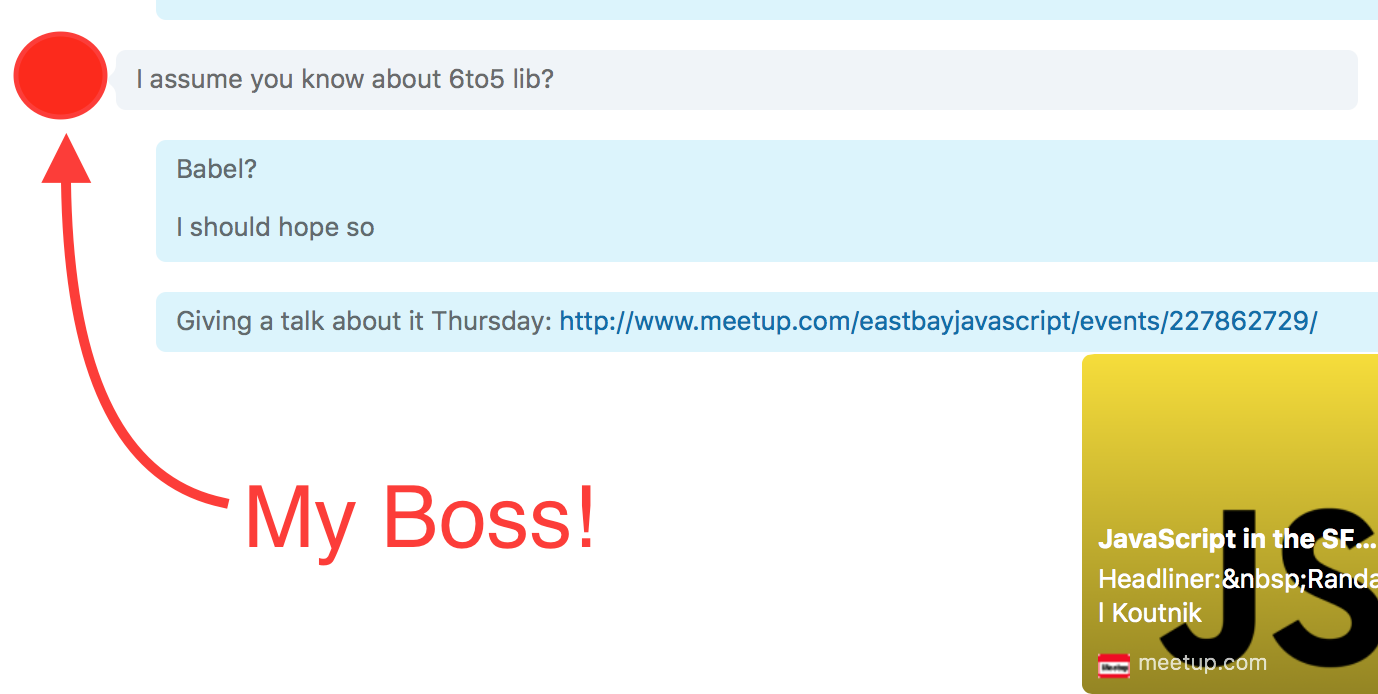 I assume you know about 6to5 lib?
Babel?
I should hope so
Giving a talk about it Thursday: http://www.meetup.com/eastbayjavascript/events/227862729/
My Boss!
JS
JavaScript in the SF...
Headliner:&nbsp;Randa
l Koutnik
Meetup
meetup.com